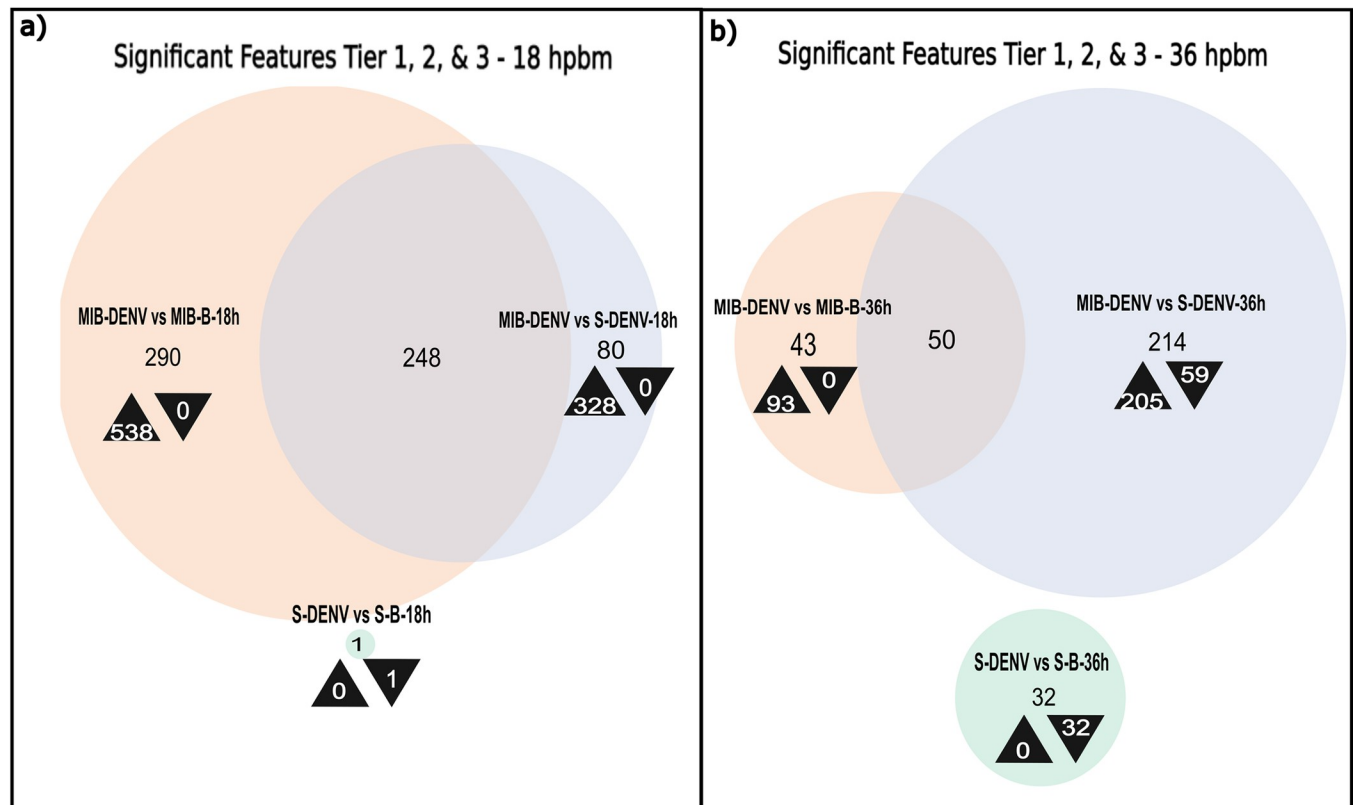 a)
Significant Features Tier 1, 2, & 3 - 18 hpbm
MIB-DENV vs MIB-B-18h
290
538
0
248
MIB-DENV vs S-DENV-18h
80
328
0
S-DENV vs S-B-18h
1
0
1
b)
Significant Features Tier 1, 2, & 3 - 36 hpbm
MIB-DENV vs MIB-B-36h
43
93
0
50
MIB-DENV vs S-DENV-36h
214
205
59
S-DENV vs S-B-36h
32
0
32